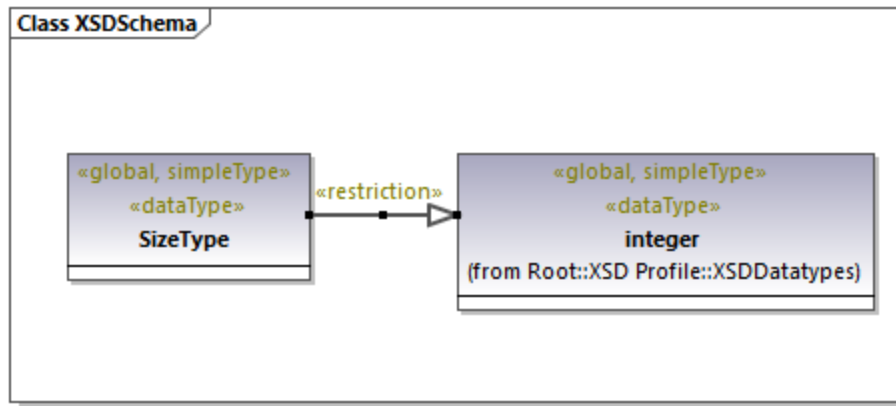 Class XSDSchema
«global, simpleType»
«dataType»
SizeType
«restriction»
«global, simpleType»
«dataType»
integer
(from Root::XSD Profile::XSDDatatypes)